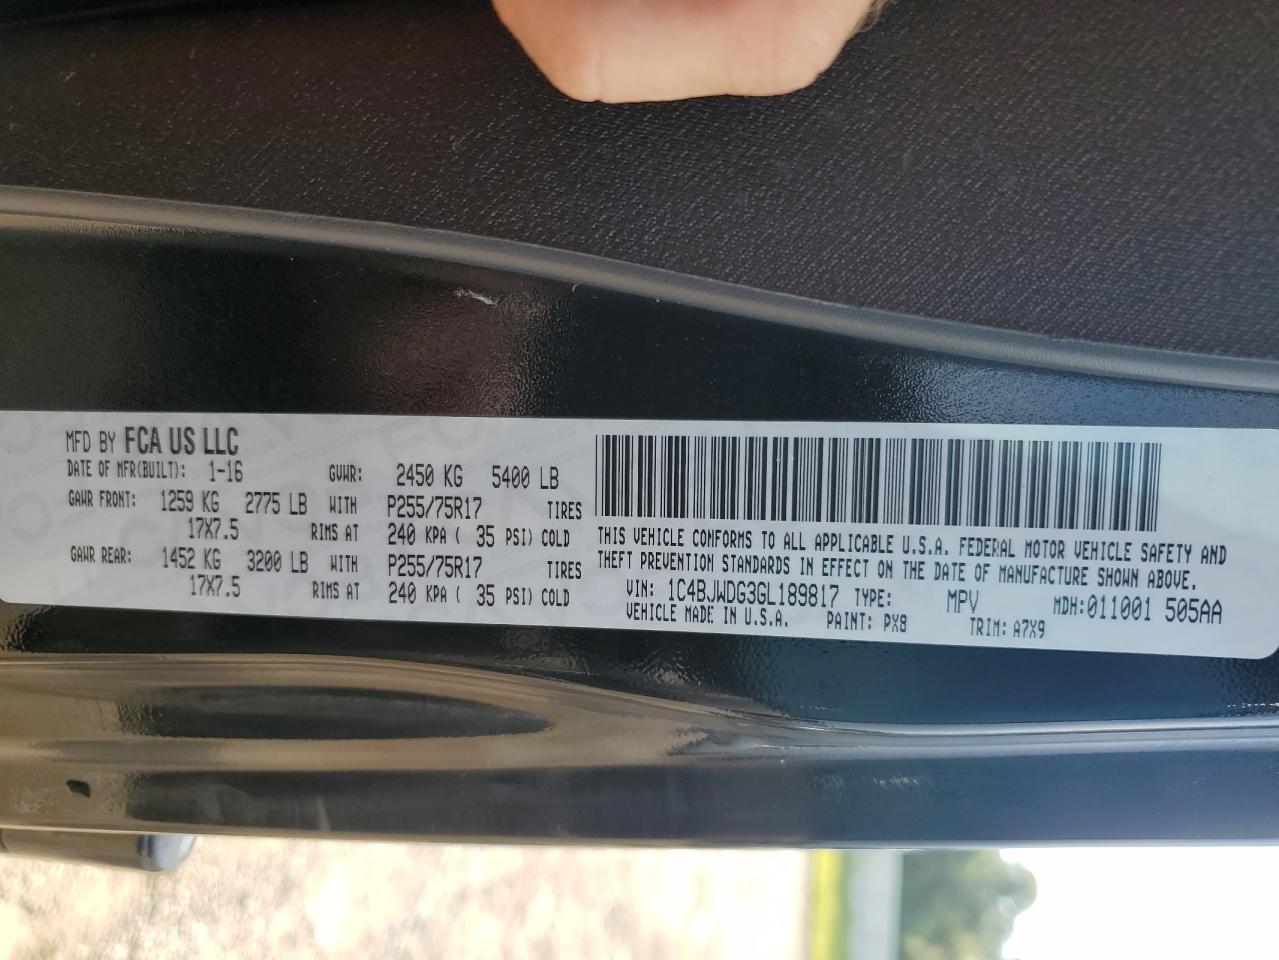 MFD BY FCA US LLC
DATE OF MFR(BUILT): 1-16 GVWR: 2450 KG 5400 LB
GAWR FRONT: 1259 KG 2775 LB WITH P255/75R17 TIRES
17X7.5 RIMS AT 240 KPA ( 35 PSI) COLD
GAWR REAR: 1452 KG 3200 LB WITH P255/75R17 TIRES
17X7.5 RIMS AT 240 KPA ( 35 PSI) COLD
THIS VEHICLE CONFORMS TO ALL APPLICABLE U.S.A. FEDERAL MOTOR VEHICLE SAFETY AND
THEFT PREVENTION STANDARDS IN EFFECT ON THE DATE OF MANUFACTURE SHOWN ABOVE.
VIN: 1C4BJWDG3GL189817 TYPE: MPV MDH:011001 505AA
VEHICLE MADE IN U.S.A. PAINT: PX8 TRIM: A7X9